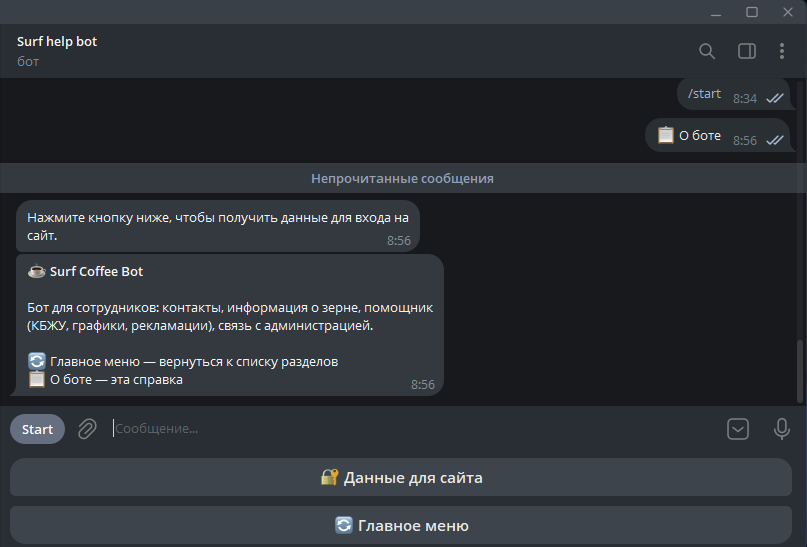 Surf help bot
бот
/start 8:34
📋 О боте 8:56
Непрочитанные сообщения
Нажмите кнопку ниже, чтобы получить данные для входа на
сайт.
8:56
☕ Surf Coffee Bot
Бот для сотрудников: контакты, информация о зерне, помощник
(КБЖУ, графики, рекламации), связь с администрацией.
🔄 Главное меню — вернуться к списку разделов
📋 О боте — эта справка
8:56
Start
Сообщение...
🔐 Данные для сайта
🔄 Главное меню